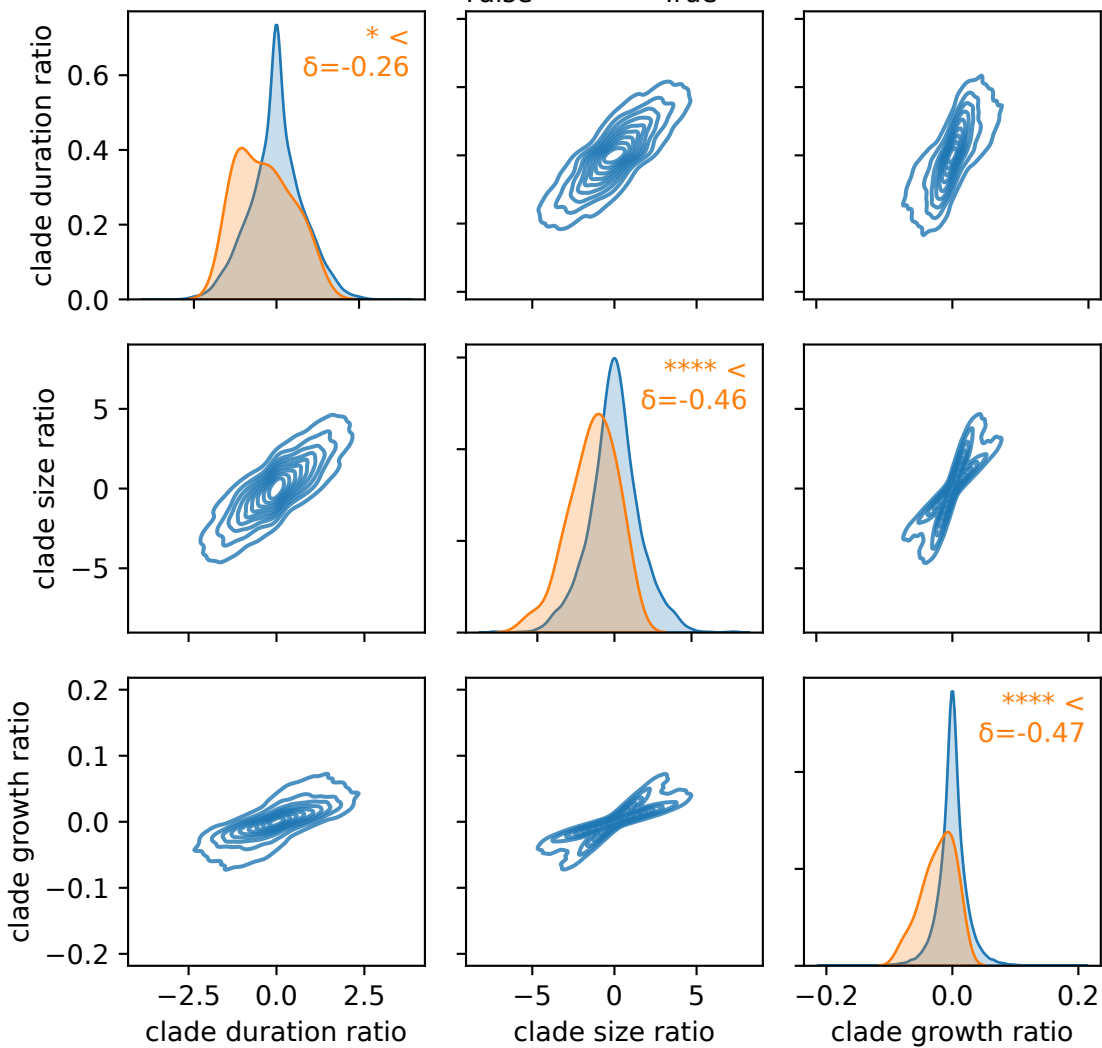 clade duration ratio
0.6
0.4
0.2
0.0
* <
δ=-0.26
clade size ratio
5
0
−5
**** <
δ=-0.46
clade growth ratio
0.2
0.1
0.0
−0.1
−0.2
**** <
δ=-0.47
−2.5 0.0 2.5
−5 0 5
−0.2 0.0 0.2
clade duration ratio
clade size ratio
clade growth ratio